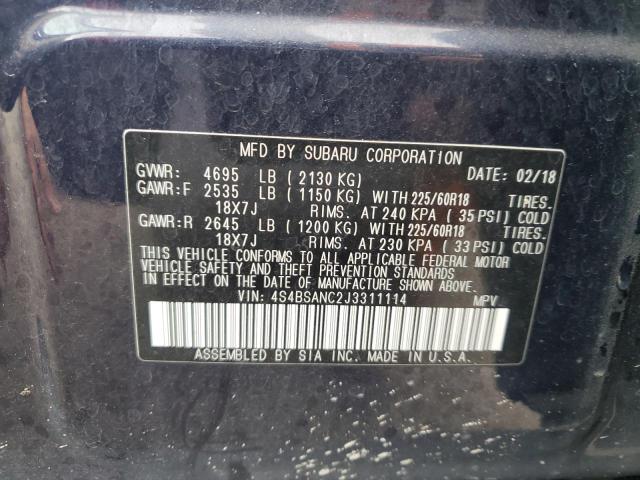 MFD BY SUBARU CORPORATION
GVWR: 4695 LB ( 2130 KG) DATE: 02/18
GAWR:F 2535 LB ( 1150 KG) WITH 225/60R18 TIRES.
18X7J RIMS. AT 240 KPA ( 35 PSI) COLD
GAWR:R 2645 LB ( 1200 KG) WITH 225/60R18 TIRES.
18X7J RIMS. AT 230 KPA ( 33 PSI) COLD
THIS VEHICLE CONFORMS TO ALL APPLICABLE FEDERAL MOTOR
VEHICLE SAFETY AND THEFT PREVENTION STANDARDS
IN EFFECT ON THE DATE OF MANUFACTURE SHOWN ABOVE.
VIN: 4S4BSANC2J3311114 MPV
ASSEMBLED BY SIA INC. MADE IN U.S.A.